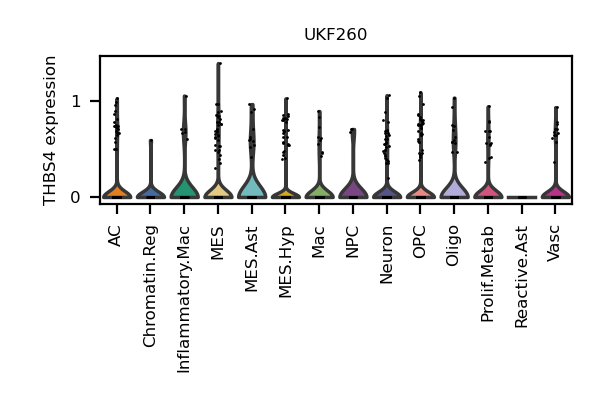 UKF260
THBS4 expression
1
0
AC
Chromatin.Reg
Inflammatory.Mac
MES
MES.Ast
MES.Hyp
Mac
NPC
Neuron
OPC
Oligo
Prolif.Metab
Reactive.Ast
Vasc